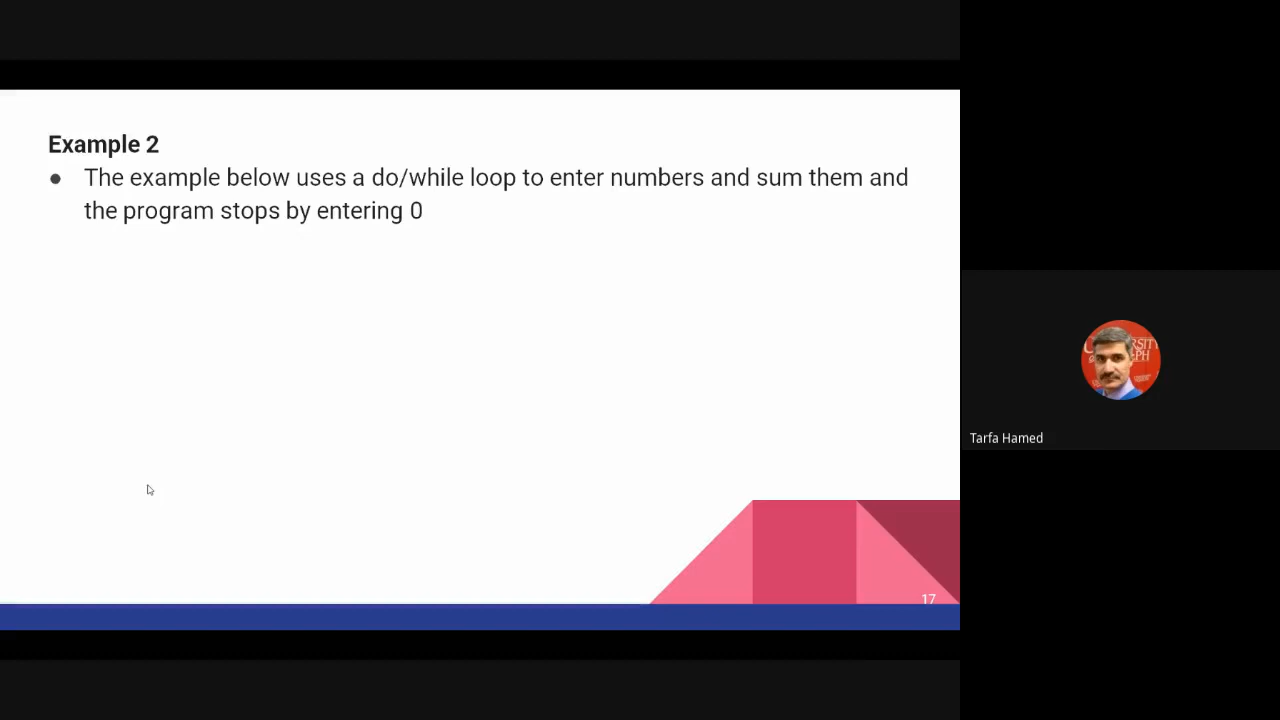 Example 2
● The example below uses a do/while loop to enter numbers and sum them and
the program stops by entering 0
17
Tarfa Hamed